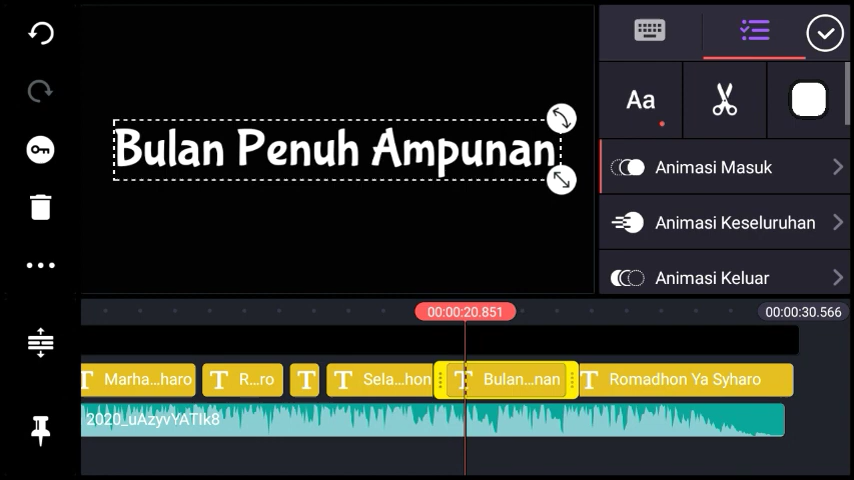 Bulan Penuh Ampunan
Aa
Animasi Masuk
Animasi Keseluruhan
Animasi Keluar
00:00:20.851
00:00:30.566
T Marha...haro
T R...ro
T
T Sela...hon
T Bulan...nan
T Romadhon Ya Syharo
2020_uAzyvYATlk8